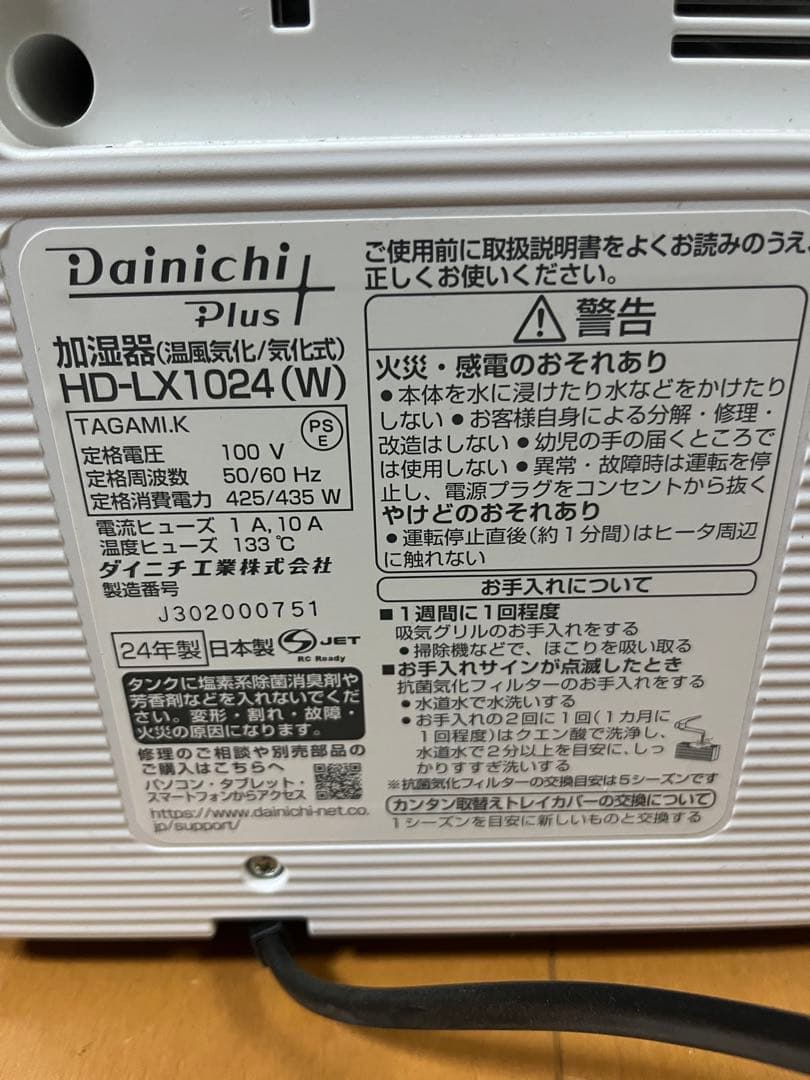 Dainichi
Plus
加湿器(温風気化/気化式)
HD-LX1024(W)
TAGAMI.K
PS
E
定格電圧 100 V
定格周波数 50/60 Hz
定格消費電力 425/435 W
電流ヒューズ 1 A,10 A
温度ヒューズ 133℃
ダイニチ工業株式会社
製造番号
J302000751
24年製 日本製 JET
RC Ready
タンクに塩素系除菌消臭剤や
芳香剤などを入れないでくだ
さい。変形・割れ・故障・
火災の原因になります。
修理のご相談や別売部品の
ご購入はこちらへ
パソコン・タブレット・
スマートフォンからアクセス
https://www.dainichi-net.co.
jp/support/
ご使用前に取扱説明書をよくお読みのうえ、
正しくお使いください。
警告
火災・感電のおそれあり
●本体を水に浸けたり水などをかけたり
しない ●お客様自身による分解・修理・
改造はしない ●幼児の手の届くところで
は使用しない ●異常・故障時は運転を停
止し、電源プラグをコンセントから抜く
やけどのおそれあり
●運転停止直後(約1分間)はヒータ周辺
に触れない
お手入れについて
■1週間に1回程度
吸気グリルのお手入れをする
●掃除機などで、ほこりを吸い取る
■お手入れサインが点滅したとき
抗菌気化フィルターのお手入れをする
●水道水で水洗いする
●お手入れの2回に1回(1カ月に
1回程度)はクエン酸で洗浄し、
水道水で2分以上を目安に、しっ
かりすすぎ洗いする
※抗菌気化フィルターの交換目安は5シーズンです
カンタン取替えトレイカバーの交換について
1シーズンを目安に新しいものと交換する